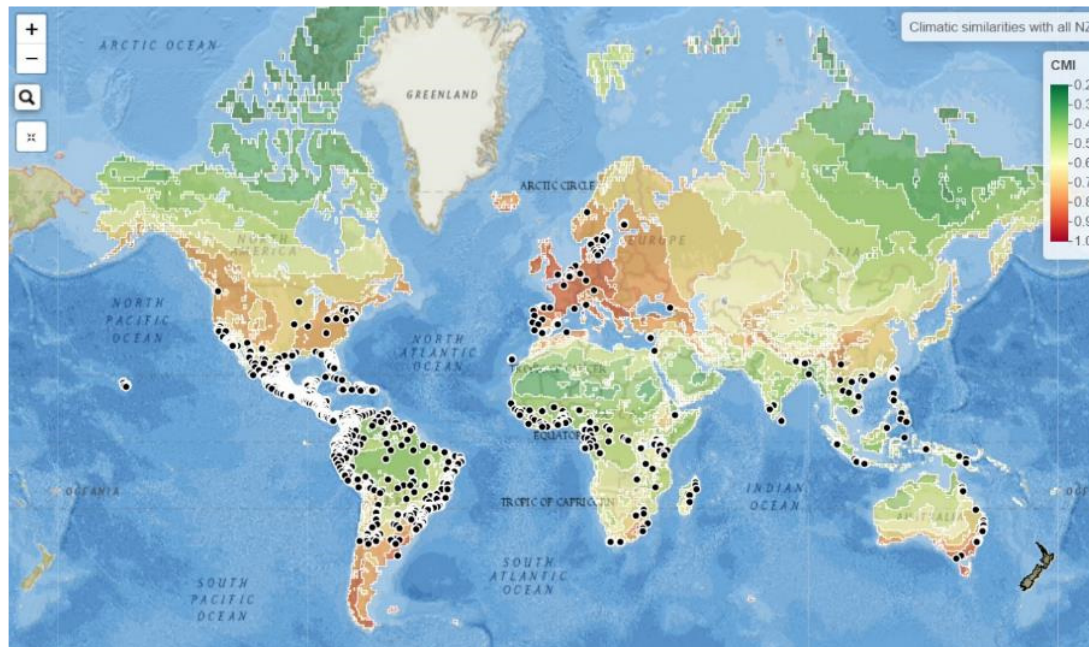 +
−
Climatic similarities with all NZ
CMI
0.2
0.4
0.5
0.6
0.7
0.8
0.9
1.0
ARCTIC OCEAN
GREENLAND
ARCTIC CIRCLE
NORTH
AMERICA
EUROPE
ASIA
NORTH
PACIFIC
OCEAN
NORTH
ATLANTIC
OCEAN
EQUATOR
OCEANIA
TROPIC OF CAPRICORN
INDIAN
OCEAN
AUSTRALIA
SOUTH
PACIFIC
OCEAN
SOUTH
ATLANTIC
OCEAN